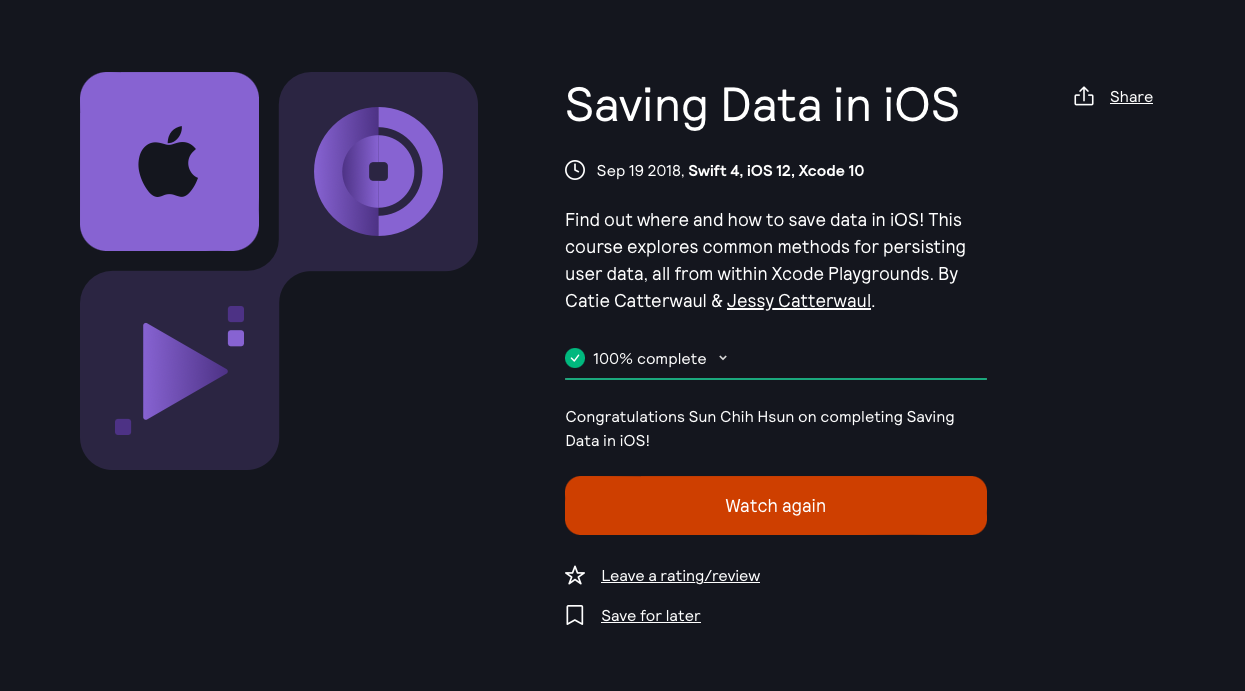 Saving Data in iOS
Share
Sep 19 2018, Swift 4, iOS 12, Xcode 10
Find out where and how to save data in iOS! This
course explores common methods for persisting
user data, all from within Xcode Playgrounds. By
Catie Catterwaul & Jessy Catterwaul.
100% complete
Congratulations Sun Chih Hsun on completing Saving
Data in iOS!
Watch again
Leave a rating/review
Save for later